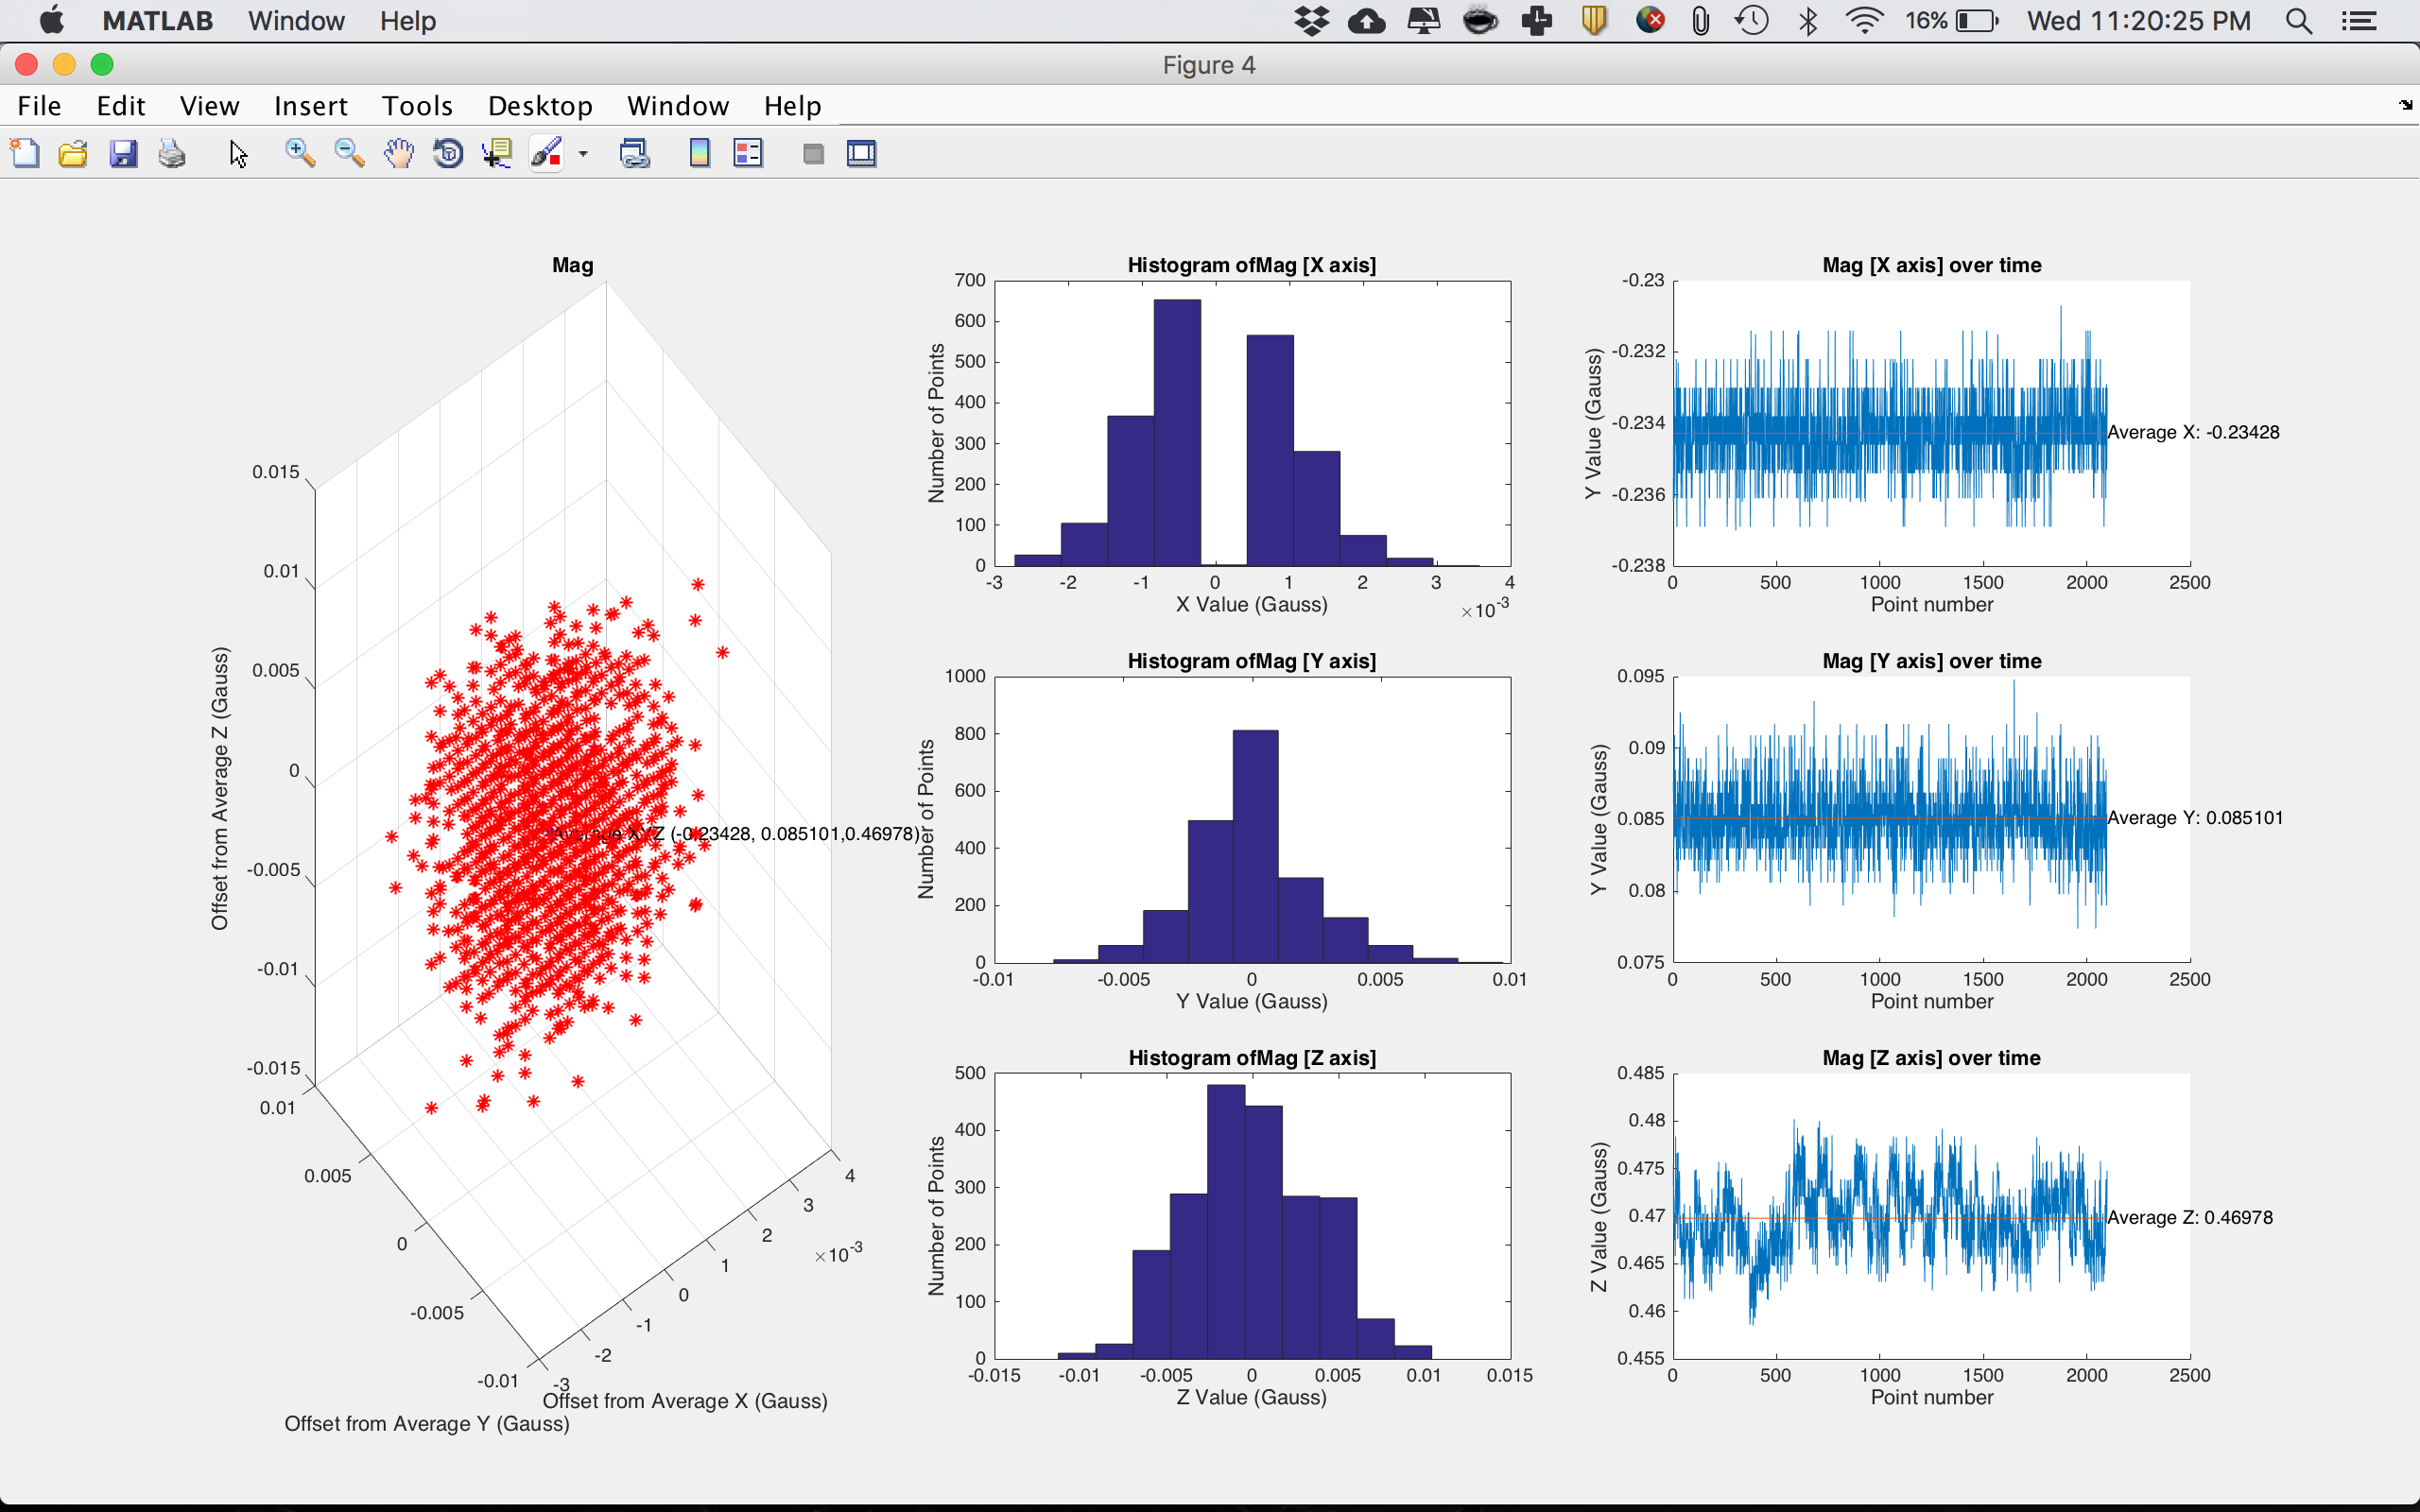 MATLAB Window Help 16% Wed 11:20:25 PM
Figure 4
File Edit View Insert Tools Desktop Window Help
Mag
0.015
0.01
0.005
0
-0.005
-0.01
-0.015
Offset from Average Z (Gauss)
Average XYZ (-0.23428, 0.085101,0.46978)
0.01
0.005
0
-0.005
-0.01
Offset from Average Y (Gauss)
-3
-2
-1
0
1
2
3
4
×10-3
Offset from Average X (Gauss)
Histogram ofMag [X axis]
700
600
500
400
300
200
100
0
Number of Points
-3 -2 -1 0 1 2 3 4
X Value (Gauss)
×10-3
Mag [X axis] over time
-0.23
-0.232
-0.234
-0.236
-0.238
Y Value (Gauss)
Average X: -0.23428
0 500 1000 1500 2000 2500
Point number
Histogram ofMag [Y axis]
1000
800
600
400
200
0
Number of Points
-0.01 -0.005 0 0.005 0.01
Y Value (Gauss)
Mag [Y axis] over time
0.095
0.09
0.085
0.08
0.075
Y Value (Gauss)
Average Y: 0.085101
0 500 1000 1500 2000 2500
Point number
Histogram ofMag [Z axis]
500
400
300
200
100
0
Number of Points
-0.015 -0.01 -0.005 0 0.005 0.01 0.015
Z Value (Gauss)
Mag [Z axis] over time
0.485
0.48
0.475
0.47
0.465
0.46
0.455
Z Value (Gauss)
Average Z: 0.46978
0 500 1000 1500 2000 2500
Point number